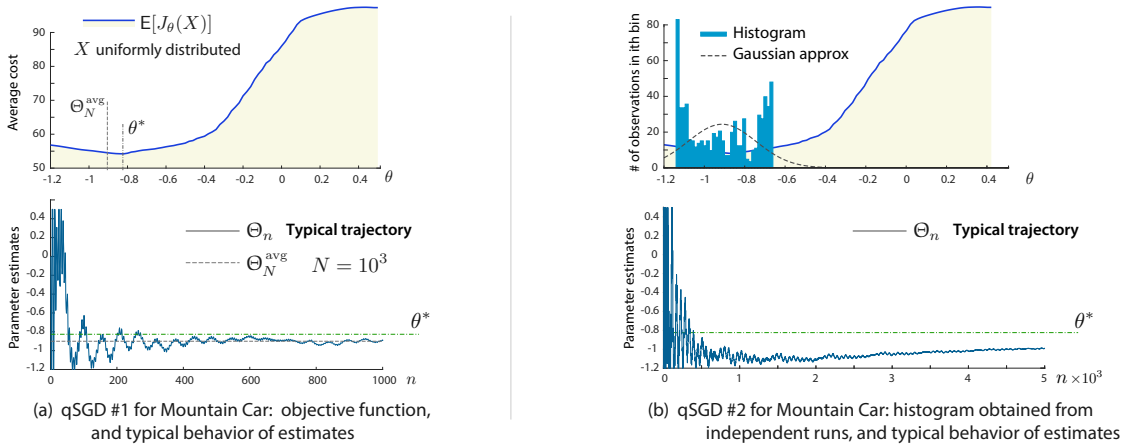 E[J_θ(X)]
X uniformly distributed
Average cost
90
80
70
60
50
Θ_N^avg
θ*
-1.2 -1 -0.8 -0.6 -0.4 -0.2 0 0.2 0.4 θ
Parameter estimates
0.4
0.2
0
-0.2
-0.4
-0.6
-0.8
-1
-1.2
Θ_n Typical trajectory
Θ_N^avg N = 10^3
θ*
0 200 400 600 800 1000 n
(a) qSGD #1 for Mountain Car: objective function,
and typical behavior of estimates
# of observations in ith bin
80
60
40
20
0
Histogram
Gaussian approx
-1.2 -1 -0.8 -0.6 -0.4 -0.2 0 0.2 0.4 θ
Parameter estimates
0.4
0.2
0
-0.2
-0.4
-0.6
-0.8
-1
-1.2
Θ_n Typical trajectory
θ*
0 1 2 3 4 5 n ×10^3
(b) qSGD #2 for Mountain Car: histogram obtained from
independent runs, and typical behavior of estimates